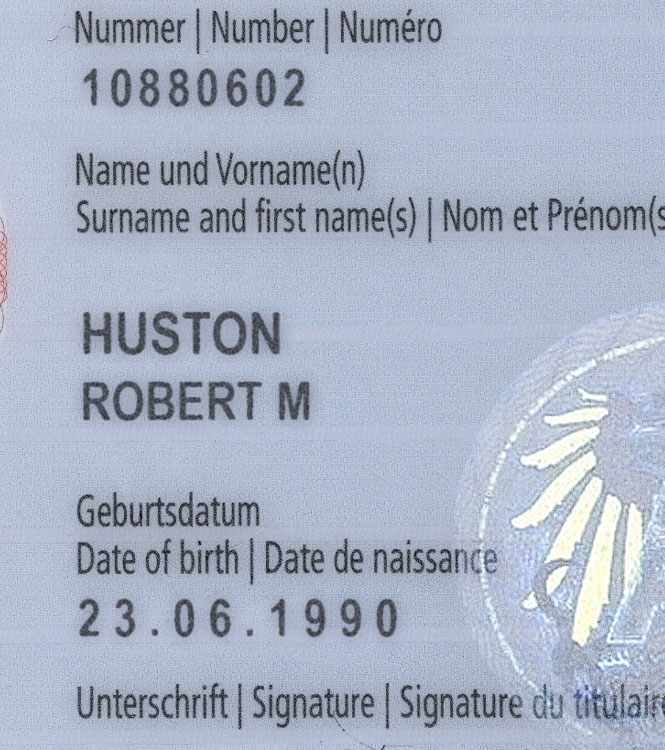 Nummer | Number | Numéro
10880602
Name und Vorname(n)
Surname and first name(s) | Nom et Prénom(s
HUSTON
ROBERT M
Geburtsdatum
Date of birth | Date de naissance
23.06.1990
Unterschrift | Signature | Signature du titulaire